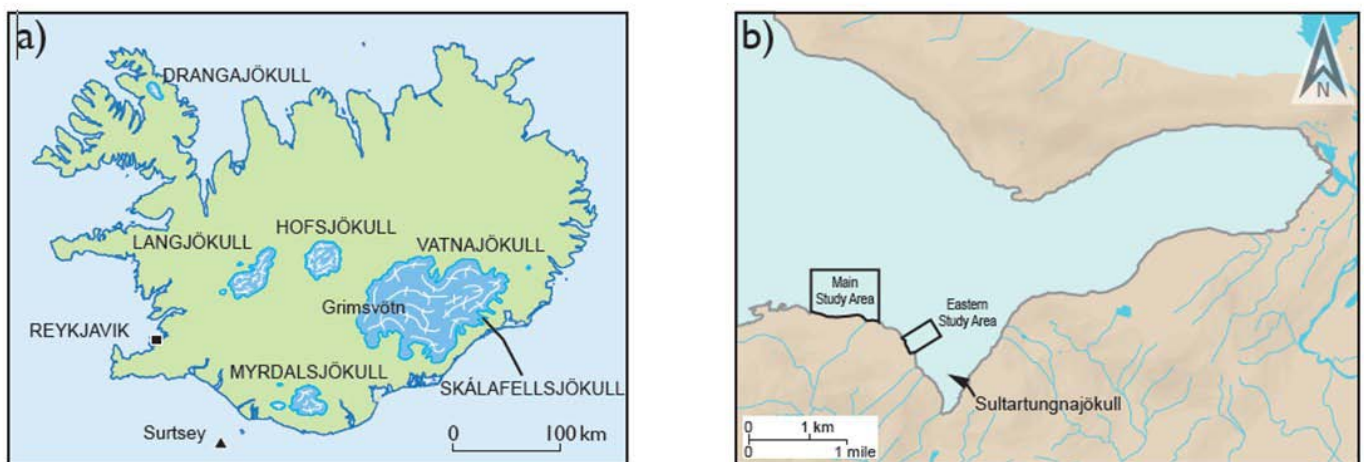 a)
DRANGAJÖKULL
HOFSJÖKULL
LANGJÖKULL
VATNAJÖKULL
Grimsvötn
REYKJAVIK
MYRDALSJÖKULL
SKÁLAFELLSJÖKULL
Surtsey
0 100 km
b)
N
Main
Study Area
Eastern
Study Area
Sultartungnajökull
0 1 km
0 1 mile